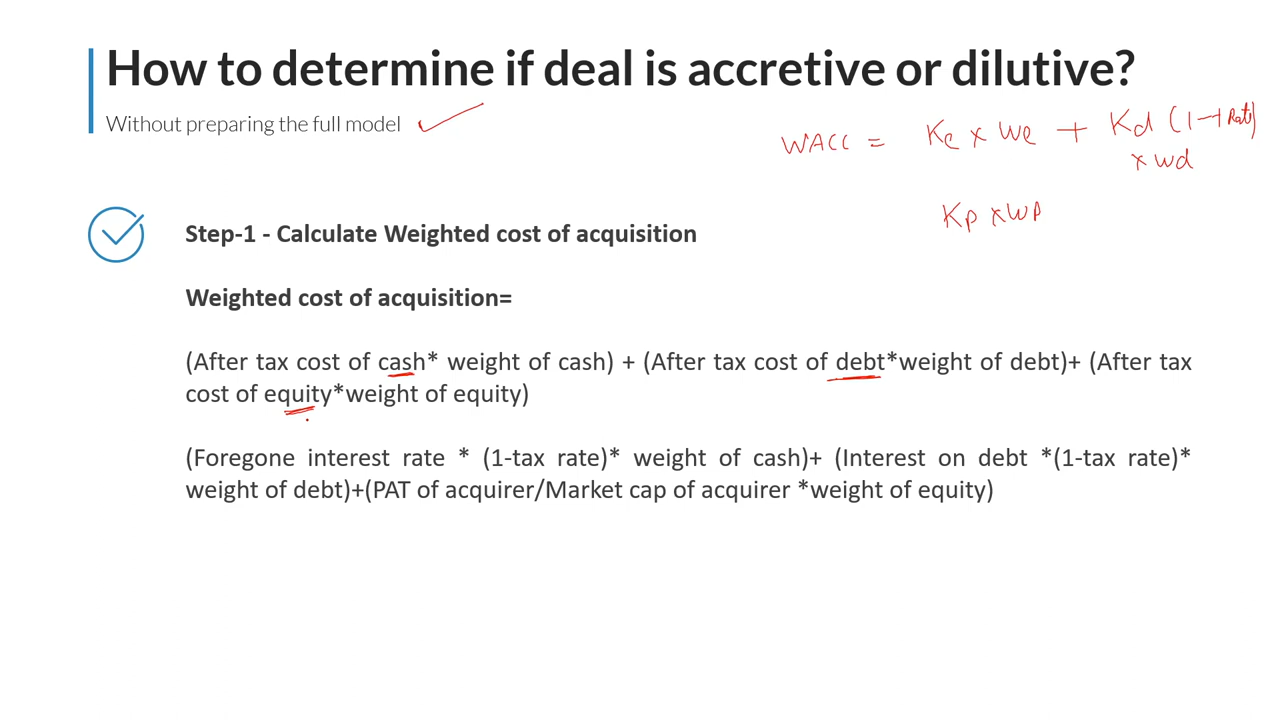 How to determine if deal is accretive or dilutive?
Without preparing the full model
WACC = Ke x We + Kd (1-tRate)
x wd
Kp x Wp
Step-1 - Calculate Weighted cost of acquisition
Weighted cost of acquisition=
(After tax cost of cash* weight of cash) + (After tax cost of debt*weight of debt)+ (After tax
cost of equity*weight of equity)
(Foregone interest rate * (1-tax rate)* weight of cash)+ (Interest on debt *(1-tax rate)*
weight of debt)+(PAT of acquirer/Market cap of acquirer *weight of equity)